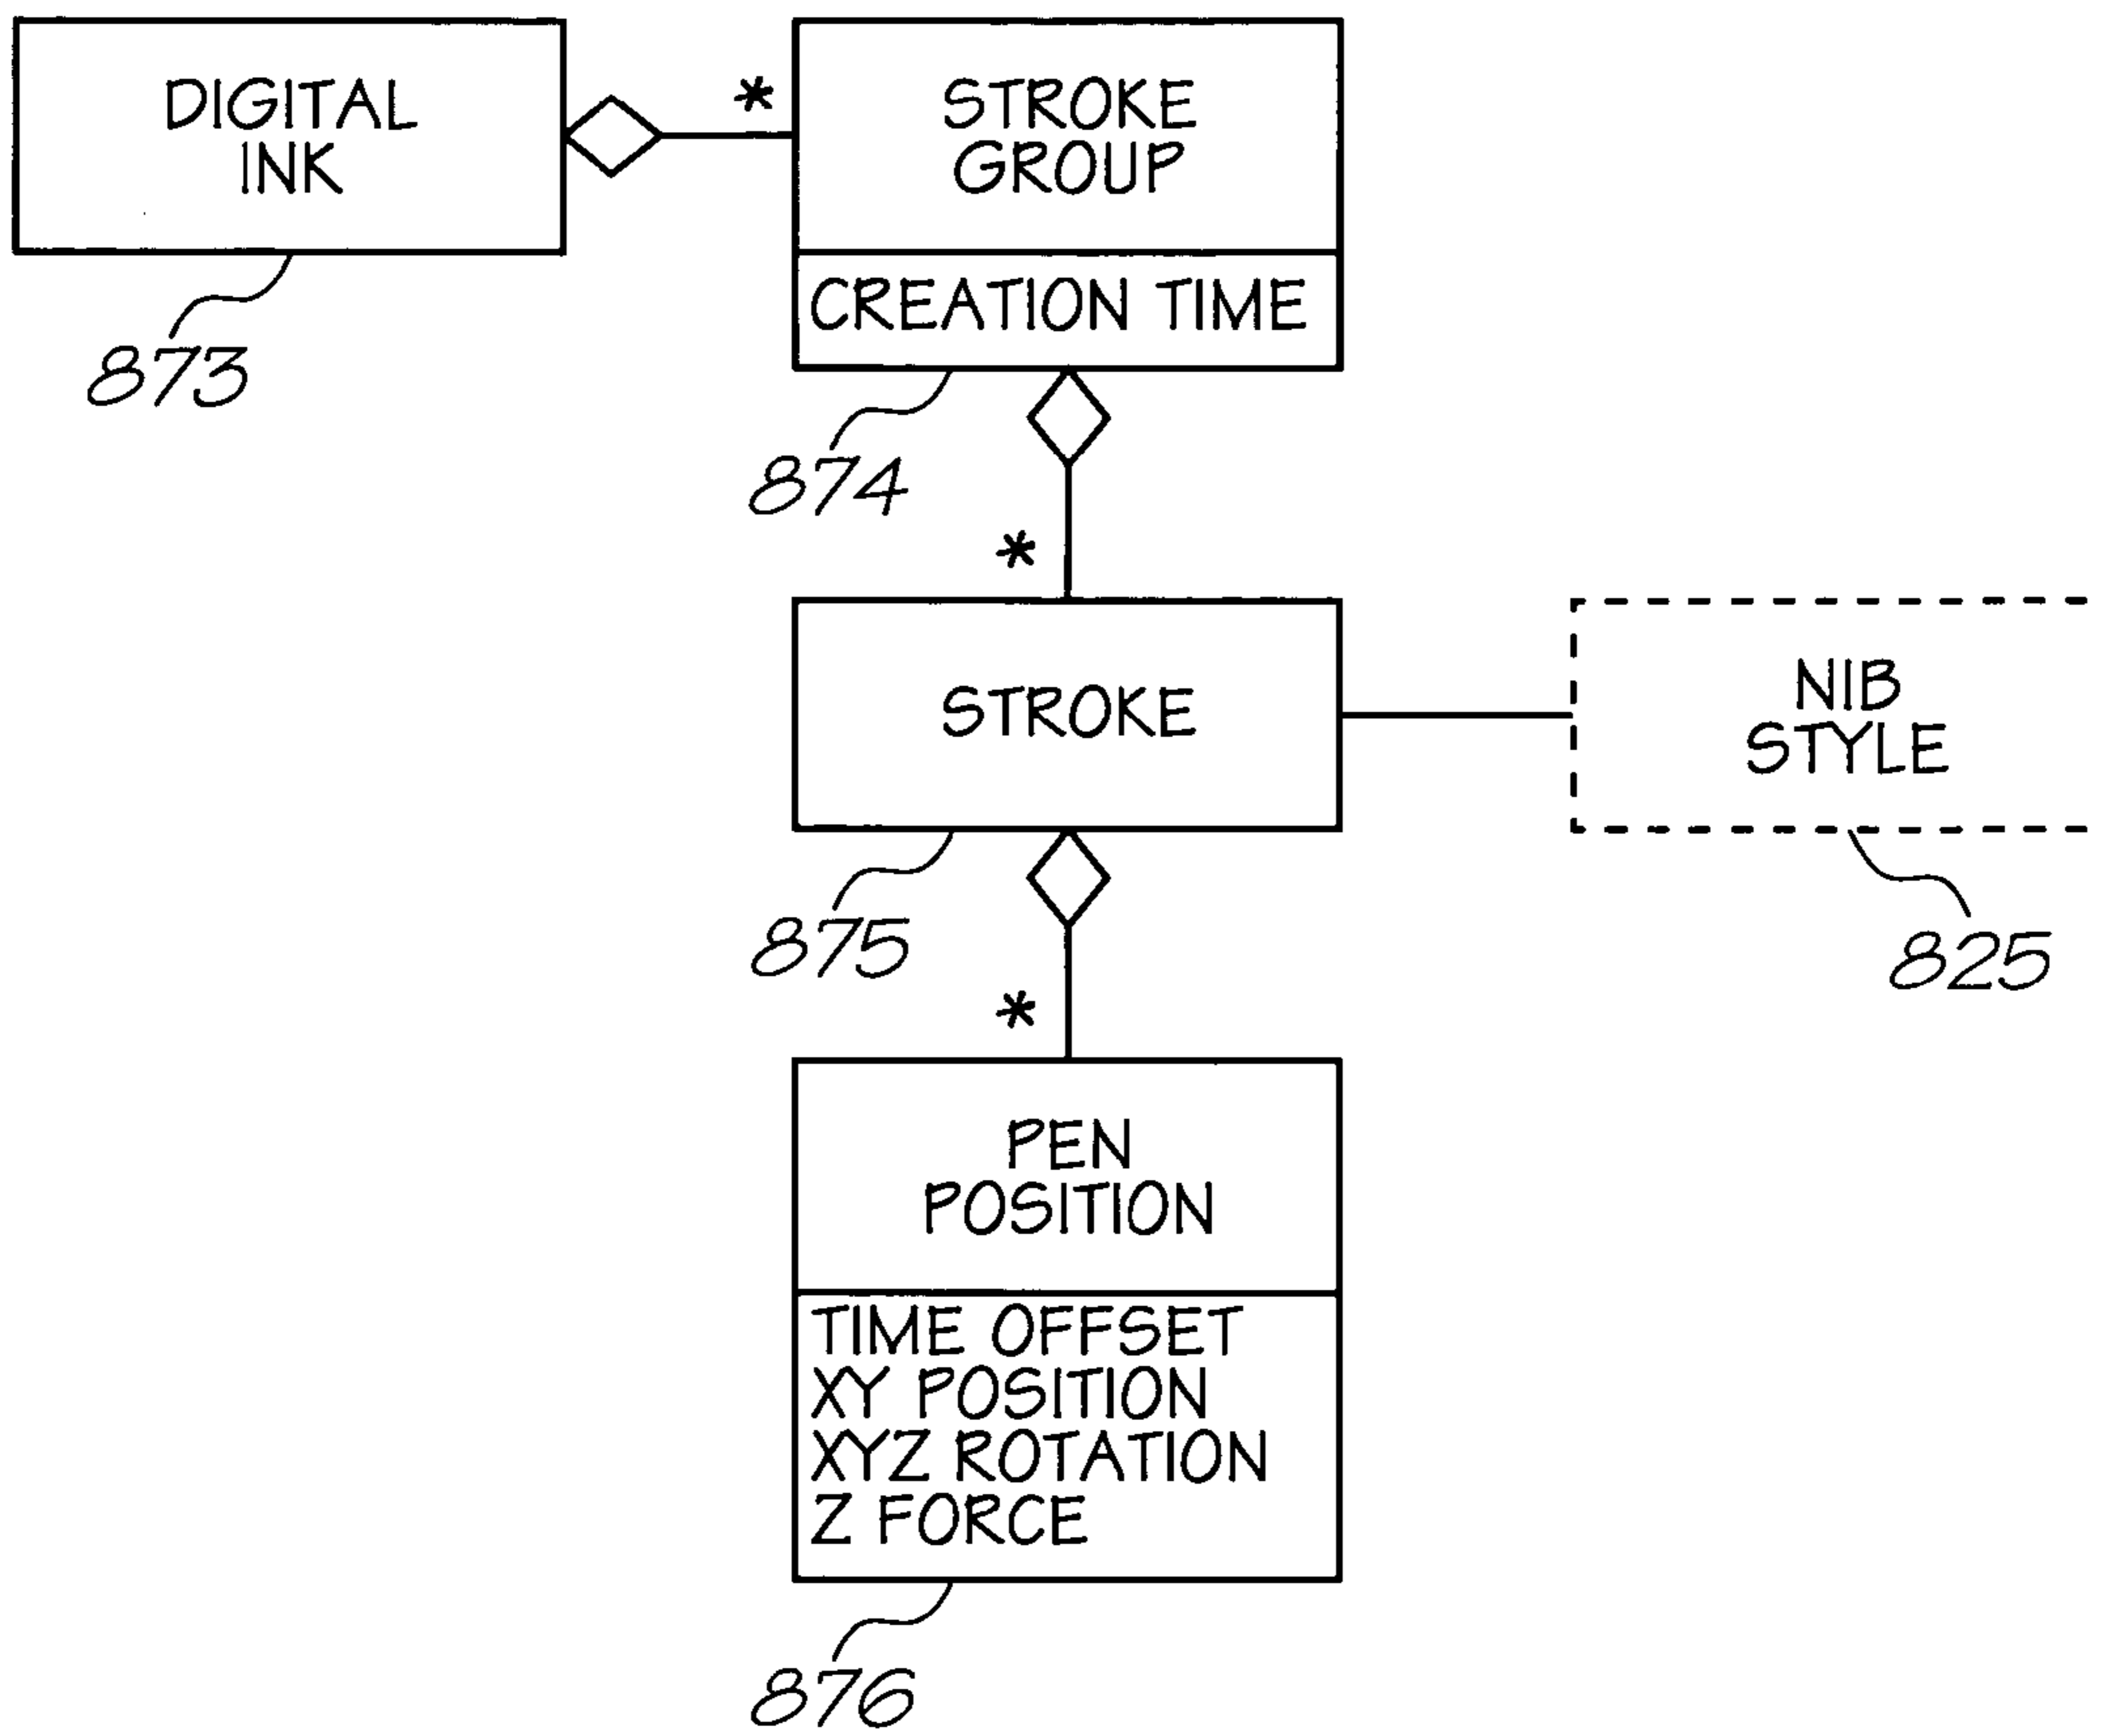 DIGITAL
INK
*
STROKE
GROUP
CREATION TIME
873
874
*
STROKE
NIB
STYLE
875
825
*
PEN
POSITION
TIME OFFSET
XY POSITION
XYZ ROTATION
Z FORCE
876